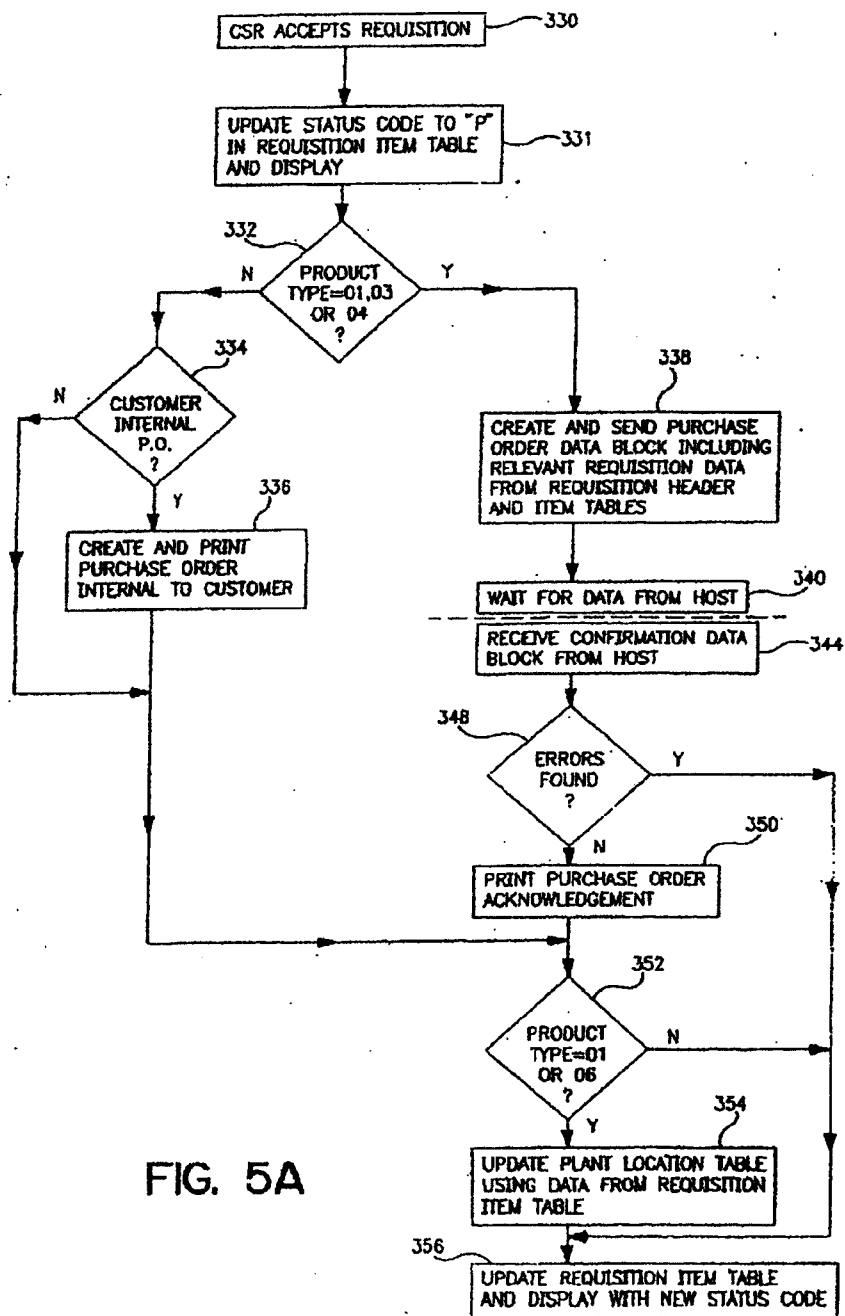 CSR ACCEPTS REQUISITION
330
UPDATE STATUS CODE TO "P"
IN REQUISITION ITEM TABLE
AND DISPLAY
331
332
N
PRODUCT
TYPE=01,03
OR 04
?
Y
334
N
CUSTOMER
INTERNAL
P.O.
?
Y
336
CREATE AND PRINT
PURCHASE ORDER
INTERNAL TO CUSTOMER
338
CREATE AND SEND PURCHASE
ORDER DATA BLOCK INCLUDING
RELEVANT REQUISITION DATA
FROM REQUISITION HEADER
AND ITEM TABLES
WAIT FOR DATA FROM HOST
340
RECEIVE CONFIRMATION DATA
BLOCK FROM HOST
344
348
ERRORS
FOUND
?
Y
N
350
PRINT PURCHASE ORDER
ACKNOWLEDGEMENT
352
PRODUCT
TYPE=01
OR 06
?
N
Y
354
UPDATE PLANT LOCATION TABLE
USING DATA FROM REQUISITION
ITEM TABLE
356
UPDATE REQUISITION ITEM TABLE
AND DISPLAY WITH NEW STATUS CODE
FIG. 5A